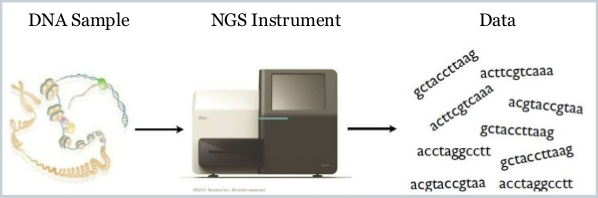 DNA Sample
NGS Instrument
Data
gctaccttaag
acttcgtcaaa
acttcgtcaaa
acgtaccgtaa
gctaccttaag
acctaggcctt
gctaccttaag
acgtaccgtaa
acctaggcctt